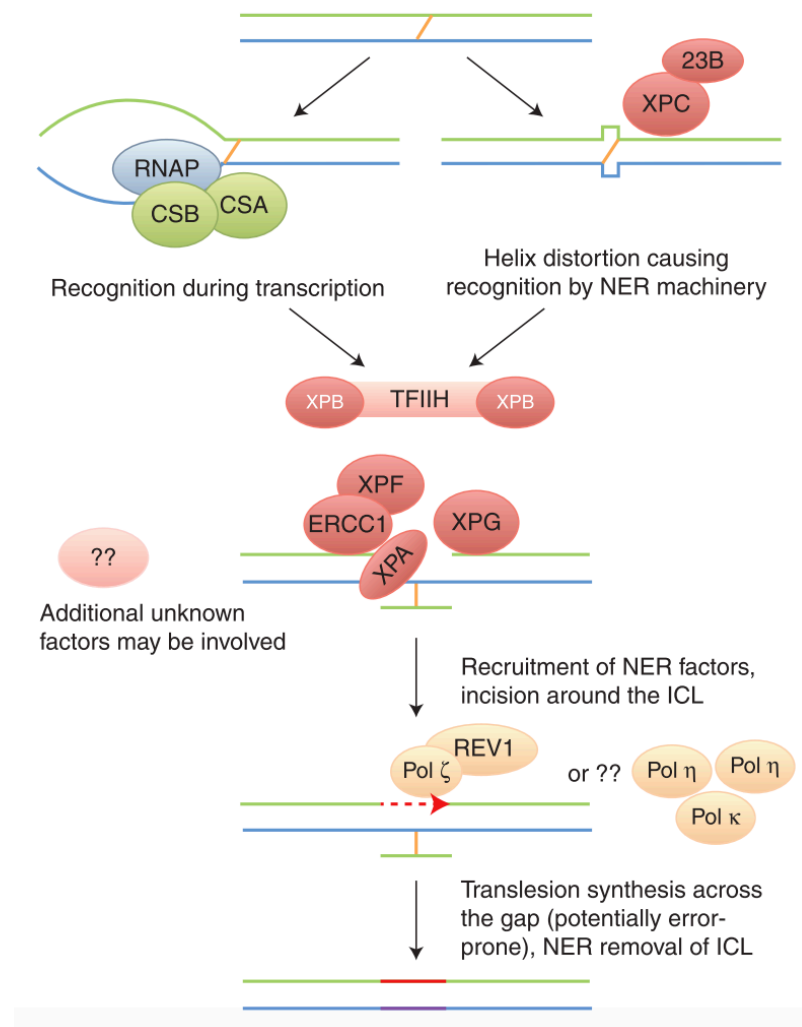 23B
XPC
RNAP
CSB
CSA
Recognition during transcription
Helix distortion causing
recognition by NER machinery
XPB
TFIIH
XPB
XPF
ERCC1
XPG
XPA
??
Additional unknown
factors may be involved
Recruitment of NER factors,
incision around the ICL
REV1
Pol ζ
or ??
Pol η
Pol η
Pol κ
Translesion synthesis across
the gap (potentially error-
prone), NER removal of ICL